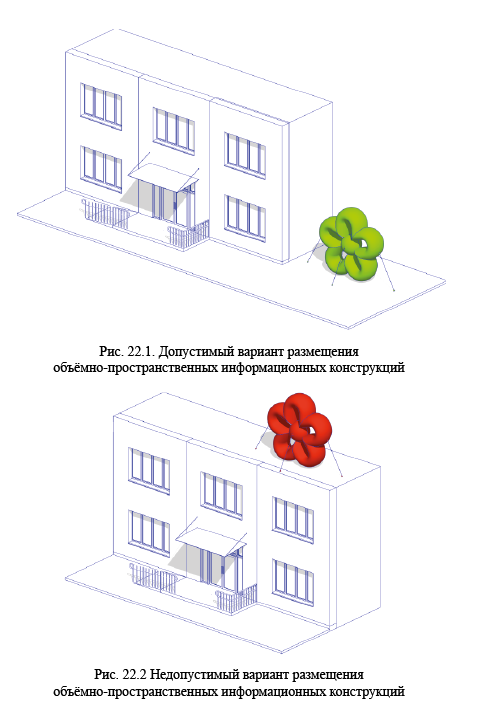 Рис. 22.1. Допустимый вариант размещения
объёмно-пространственных информационных конструкций
Рис. 22.2 Недопустимый вариант размещения
объёмно-пространственных информационных конструкций